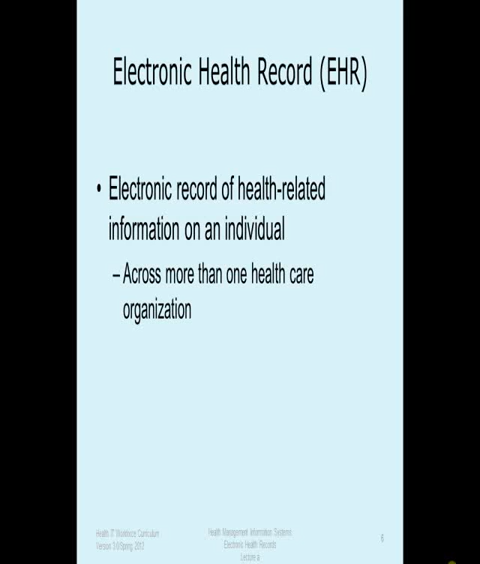 Electronic Health Record (EHR)
• Electronic record of health-related
information on an individual
– Across more than one health care
organization
Health IT Workforce Curriculum
Version 3.0/Spring 2012
Health Management Information Systems
Electronic Health Records
Lecture a
6